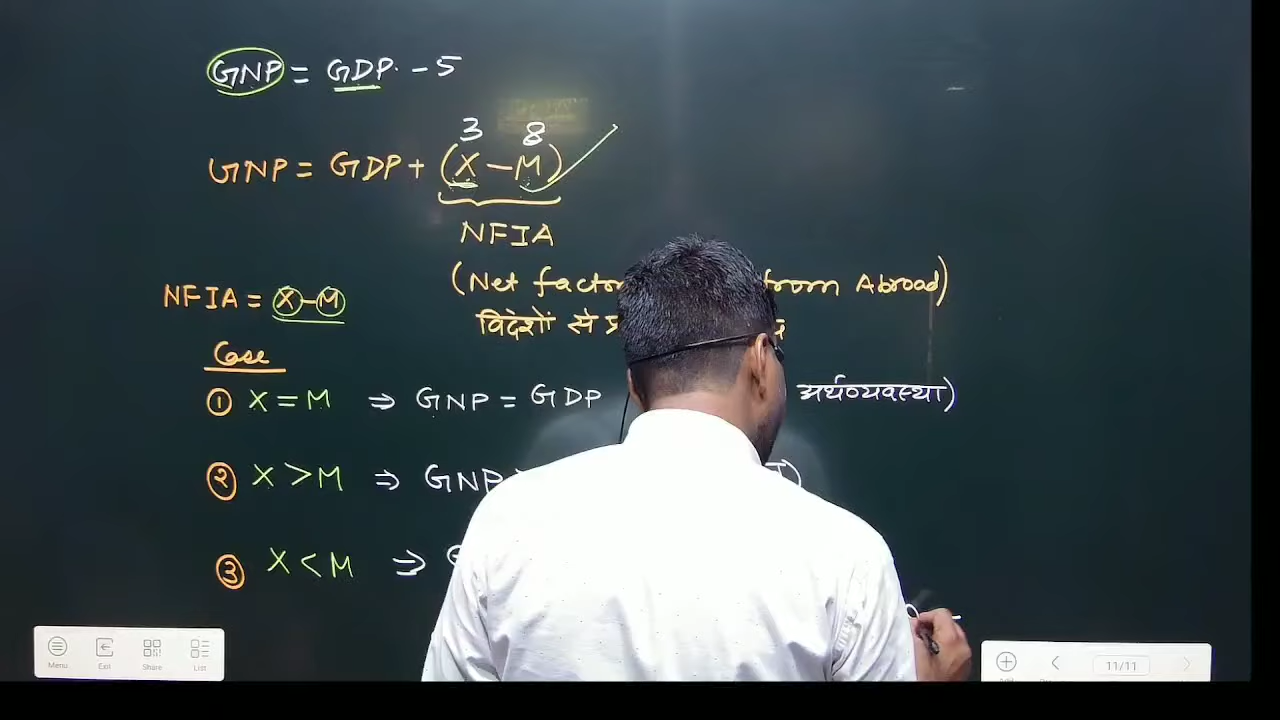 GNP = GDP - 5
3 8
GNP = GDP + (X - M)
NFIA
(Net factor from Abroad)
NFIA = X - M
विदेशों से
Case
① X = M ⇒ GNP = GDP अर्थव्यवस्था)
② X > M ⇒ GNP
③ X < M ⇒
Menu Exit Share List
11/11